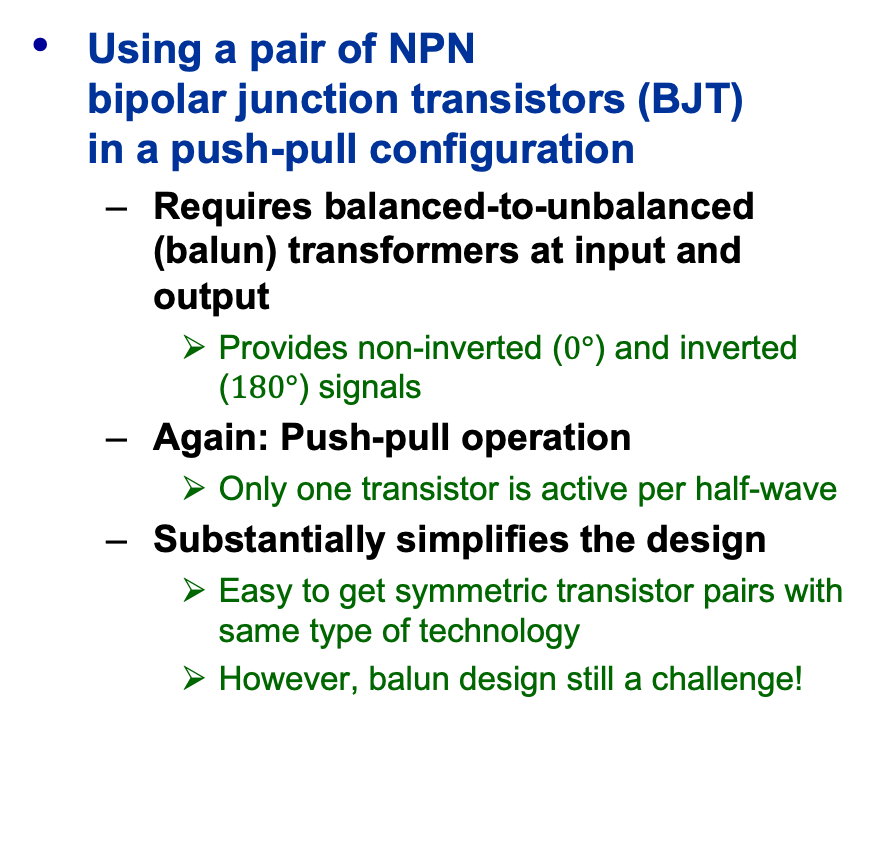 • Using a pair of NPN
bipolar junction transistors (BJT)
in a push-pull configuration
– Requires balanced-to-unbalanced
(balun) transformers at input and
output
➢ Provides non-inverted (0°) and inverted
(180°) signals
– Again: Push-pull operation
➢ Only one transistor is active per half-wave
– Substantially simplifies the design
➢ Easy to get symmetric transistor pairs with
same type of technology
➢ However, balun design still a challenge!